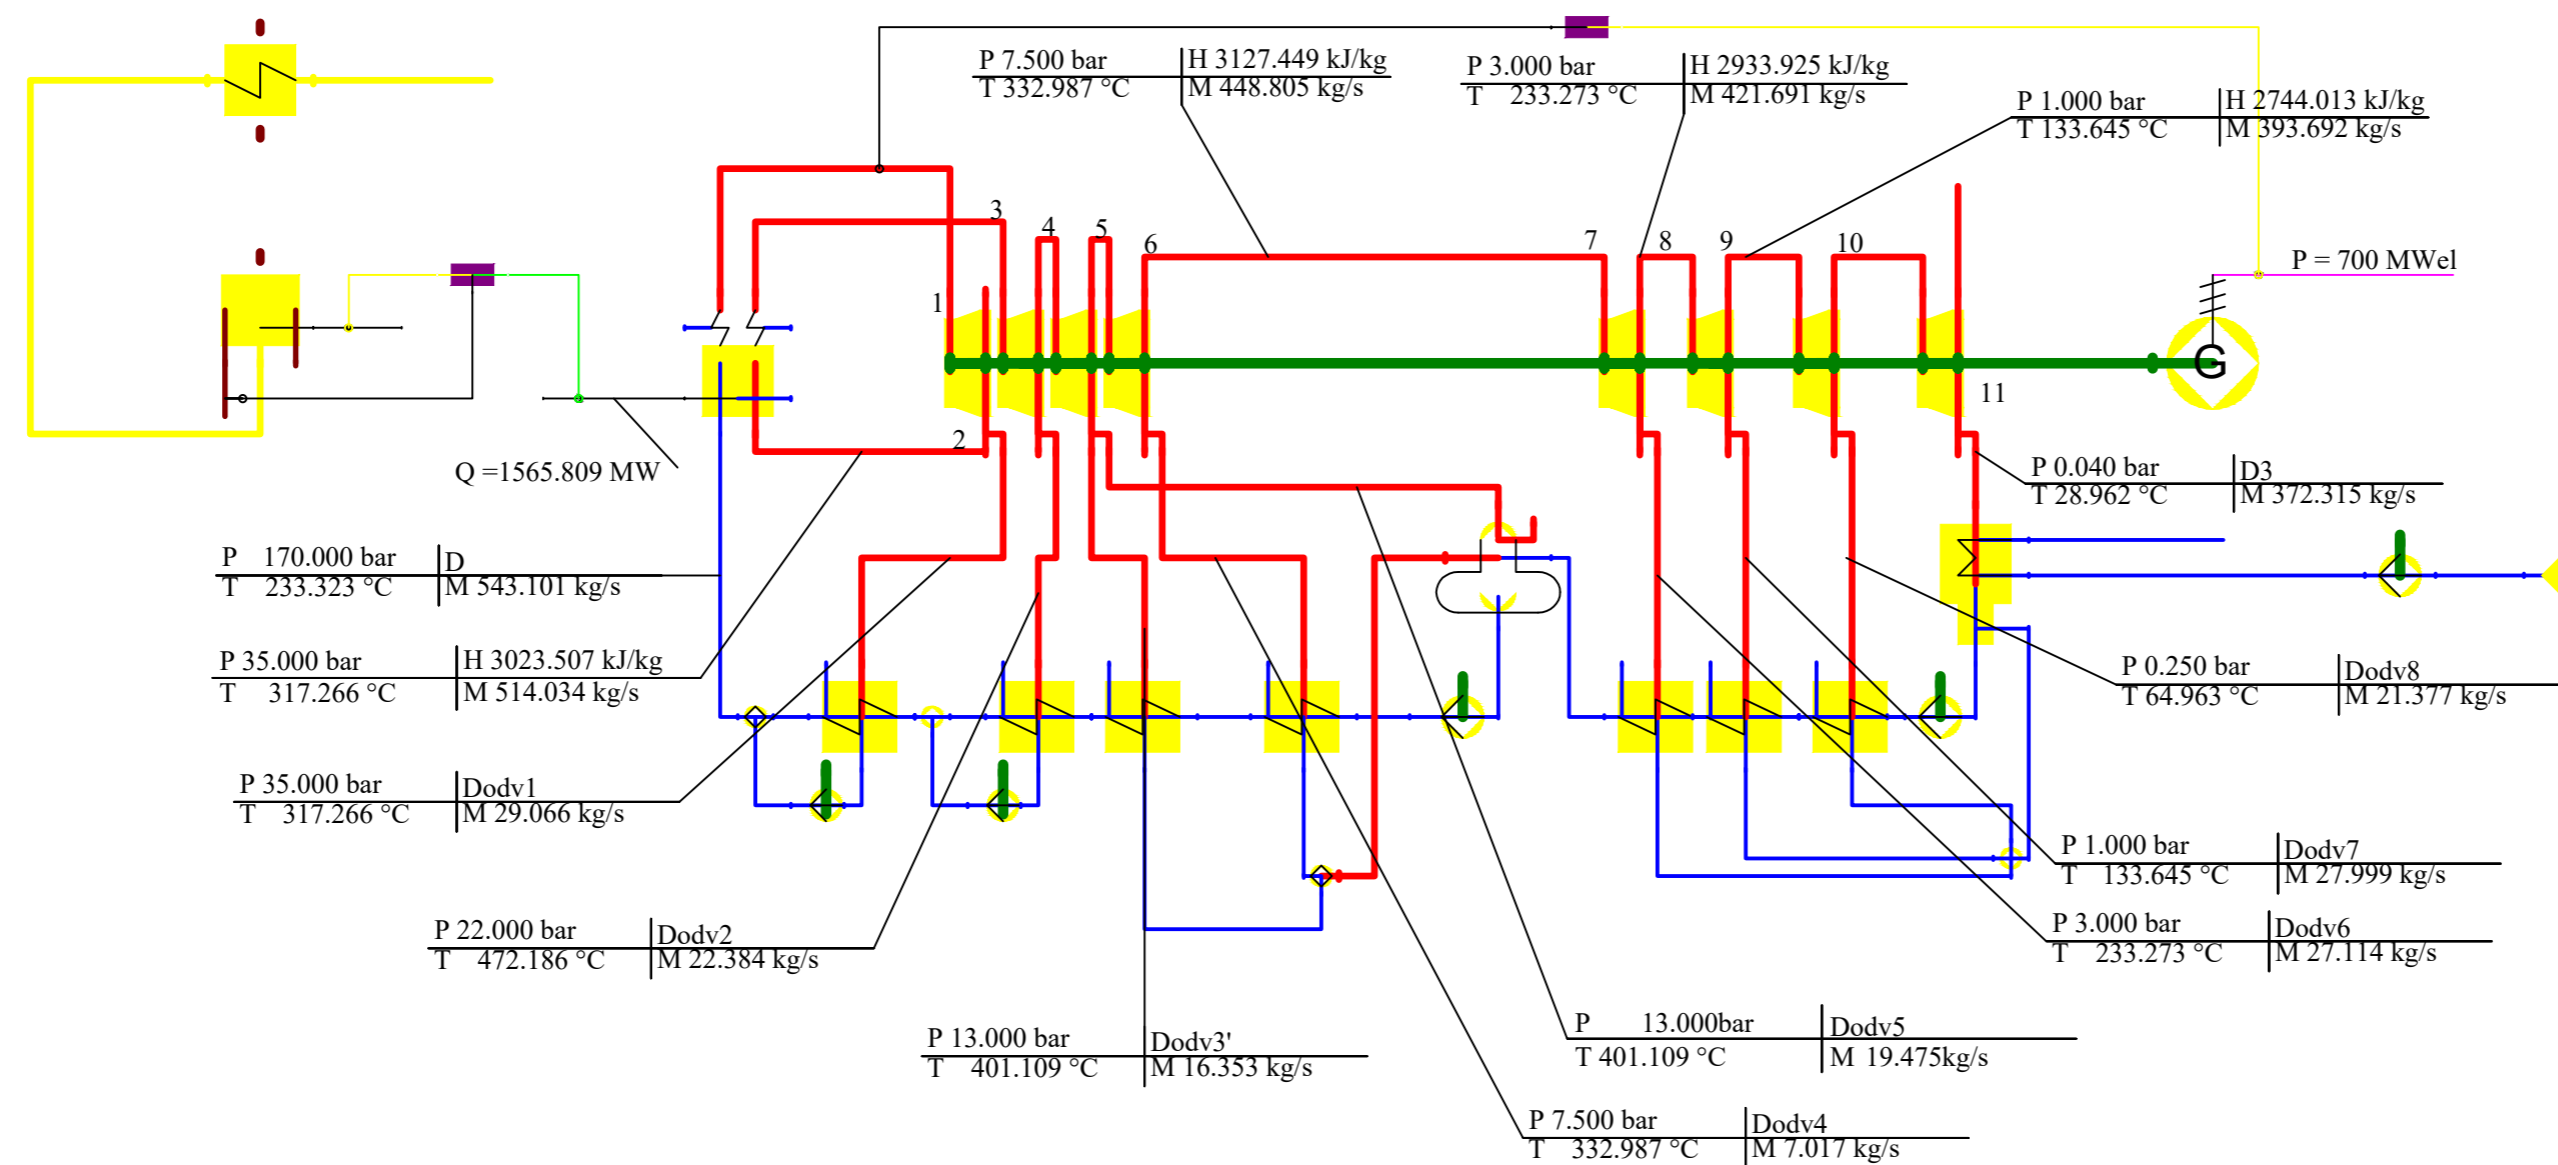 P 7.500 bar
H 3127.449 kJ/kg
T 332.987 °C
M 448.805 kg/s
P 3.000 bar
H 2933.925 kJ/kg
T 233.273 °C
M 421.691 kg/s
P 1.000 bar
H 2744.013 kJ/kg
T 133.645 °C
M 393.692 kg/s
3
4
5
6
7
8
9
10
P = 700 MWel
1
G
11
2
Q =1565.809 MW
P 0.040 bar
D3
T 28.962 °C
M 372.315 kg/s
P 170.000 bar
D
T 233.323 °C
M 543.101 kg/s
P 35.000 bar
H 3023.507 kJ/kg
T 317.266 °C
M 514.034 kg/s
P 0.250 bar
Dodv8
T 64.963 °C
M 21.377 kg/s
P 35.000 bar
Dodv1
T 317.266 °C
M 29.066 kg/s
P 1.000 bar
Dodv7
T 133.645 °C
M 27.999 kg/s
P 22.000 bar
Dodv2
T 472.186 °C
M 22.384 kg/s
P 3.000 bar
Dodv6
T 233.273 °C
M 27.114 kg/s
P 13.000bar
Dodv5
T 401.109 °C
M 19.475kg/s
P 13.000 bar
Dodv3'
T 401.109 °C
M 16.353 kg/s
P 7.500 bar
Dodv4
T 332.987 °C
M 7.017 kg/s